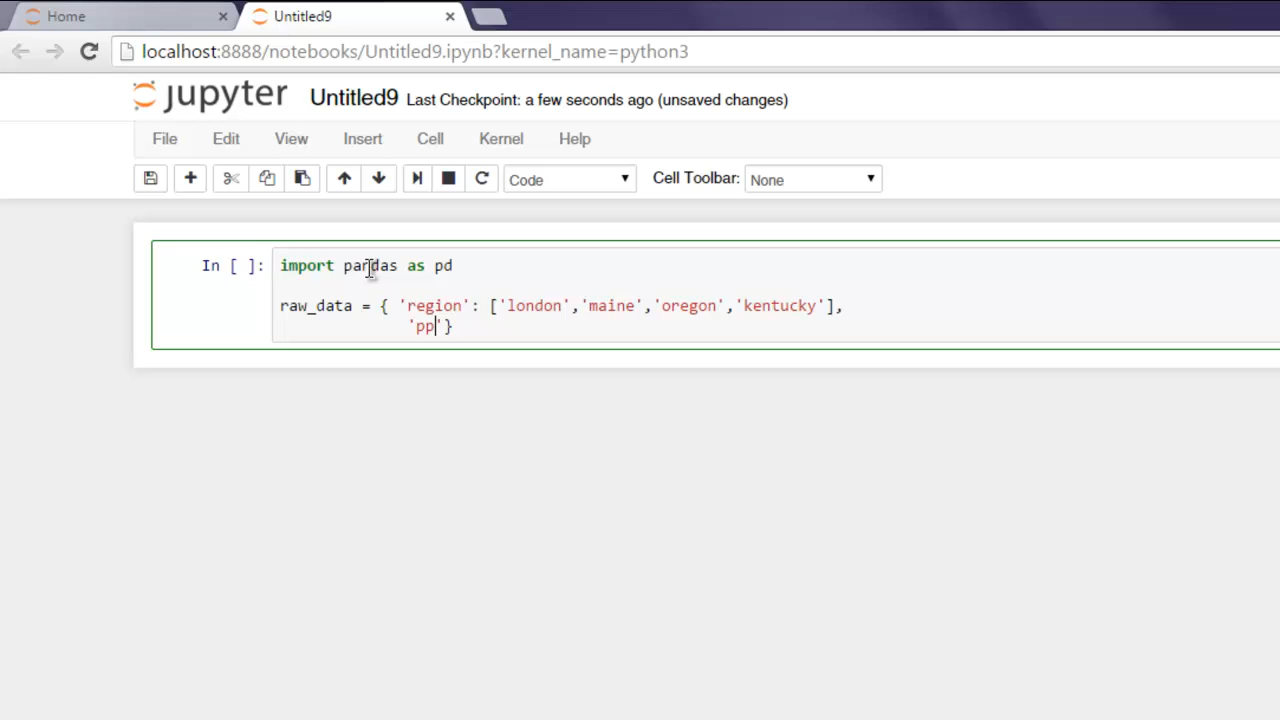 Home
Untitled9
localhost:8888/notebooks/Untitled9.ipynb?kernel_name=python3
jupyter Untitled9 Last Checkpoint: a few seconds ago (unsaved changes)
File Edit View Insert Cell Kernel Help
Code Cell Toolbar: None
In [ ]: import pandas as pd
raw_data = { 'region': ['london','maine','oregon','kentucky'],
'pp'}